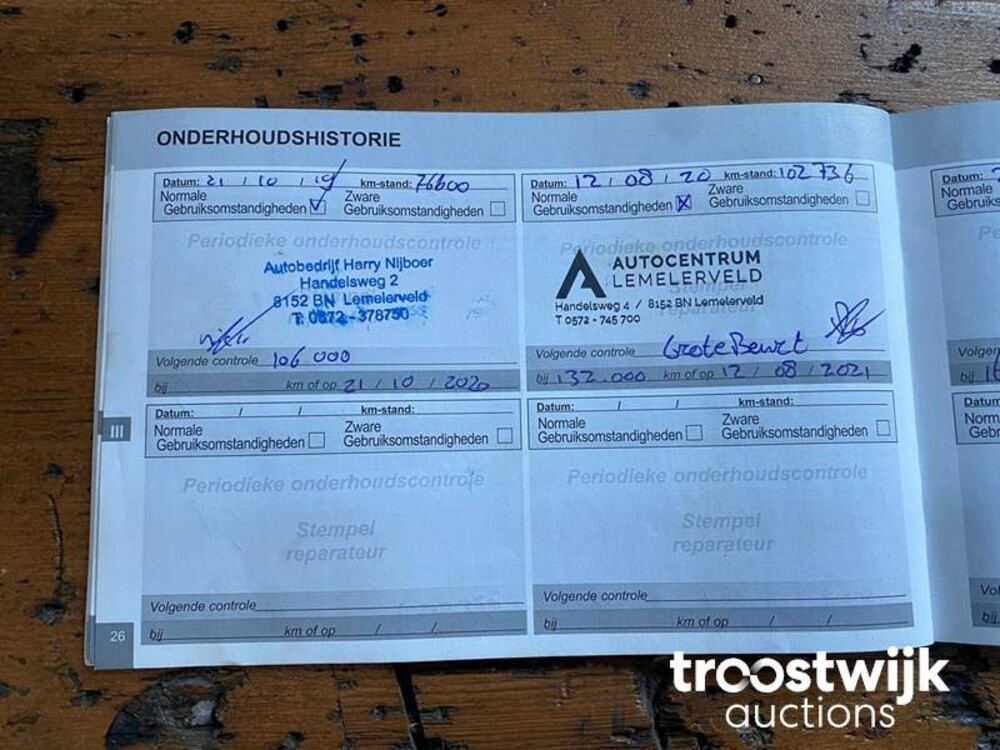 ONDERHOUDSHISTORIE
Datum: 21 / 10 / 19 km-stand: 76600
Normale Gebruiksomstandigheden
Zware Gebruiksomstandigheden
Periodieke onderhoudscontrole
Autobedrijf Harry Nijboer
Handelsweg 2
8152 BN Lemelerveld
T. 0572 - 378750
Volgende controle 106.000
bij km of op 21 / 10 / 2020
Datum: 12 / 08 / 20 km-stand: 102736
Normale Gebruiksomstandigheden
Zware Gebruiksomstandigheden
Periodieke onderhoudscontrole
Stempel
reparateur
AUTOCENTRUM
LEMELERVELD
Handelsweg 4 / 8152 BN Lemelerveld
T 0572 - 745 700
Volgende controle Grote Beurt
bij 132.000 km of op 12 / 08 / 2021
Datum: / / km-stand:
Normale Gebruiksomstandigheden
Zware Gebruiksomstandigheden
Periodieke onderhoudscontrole
Stempel
reparateur
Volgende controle
bij km of op / /
Datum: / / km-stand:
Normale Gebruiksomstandigheden
Zware Gebruiksomstandigheden
Periodieke onderhoudscontrole
Stempel
reparateur
Volgende controle
bij km of op / /
III
26
Datum:
Normale
troostwijk
auctions